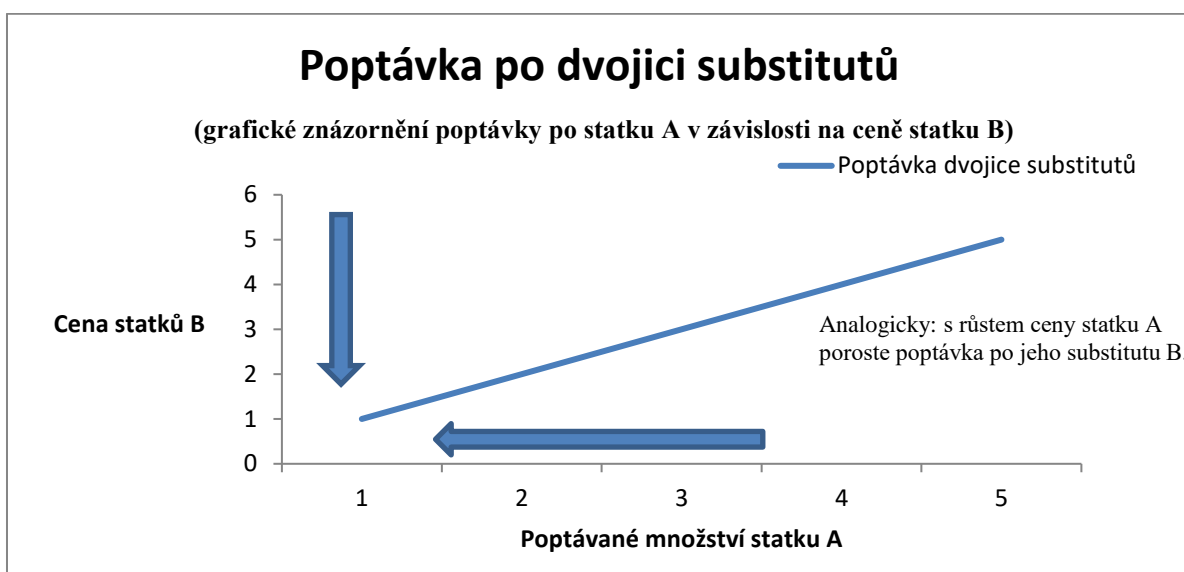 Poptávka po dvojici substitutů
(grafické znázornění poptávky po statku A v závislosti na ceně statku B)
Poptávka dvojice substitutů
6
5
4
3
2
1
0
Cena statků B
Analogicky: s růstem ceny statku A
poroste poptávka po jeho substitutu B.
1 2 3 4 5
Poptávané množství statku A